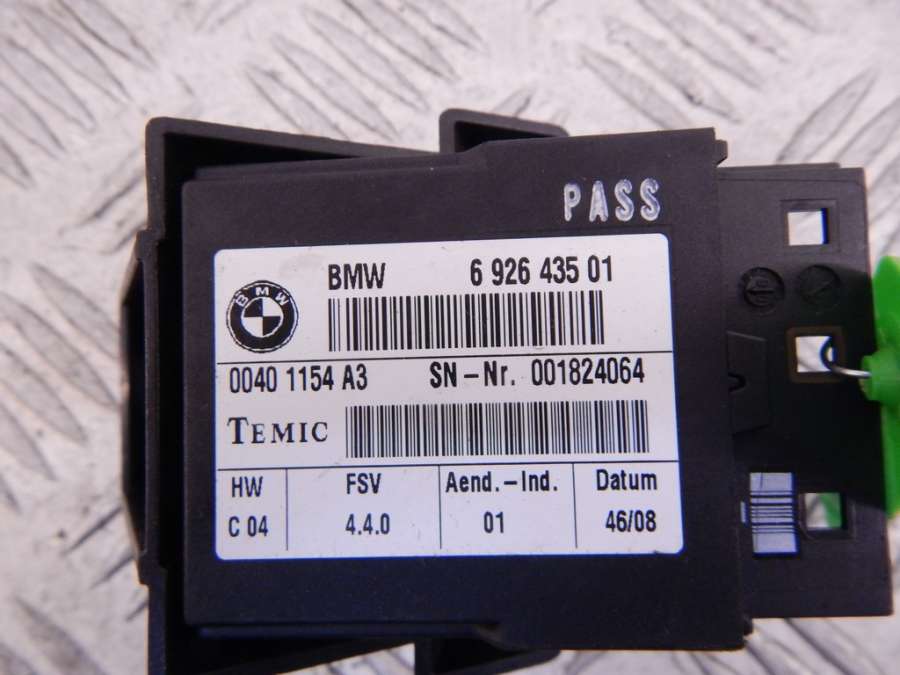 PASS
BMW 6 926 435 01
BMW
0040 1154 A3 SN-Nr. 001824064
TEMIC
HW FSV Aend.-Ind. Datum
C 04 4.4.0 01 46/08